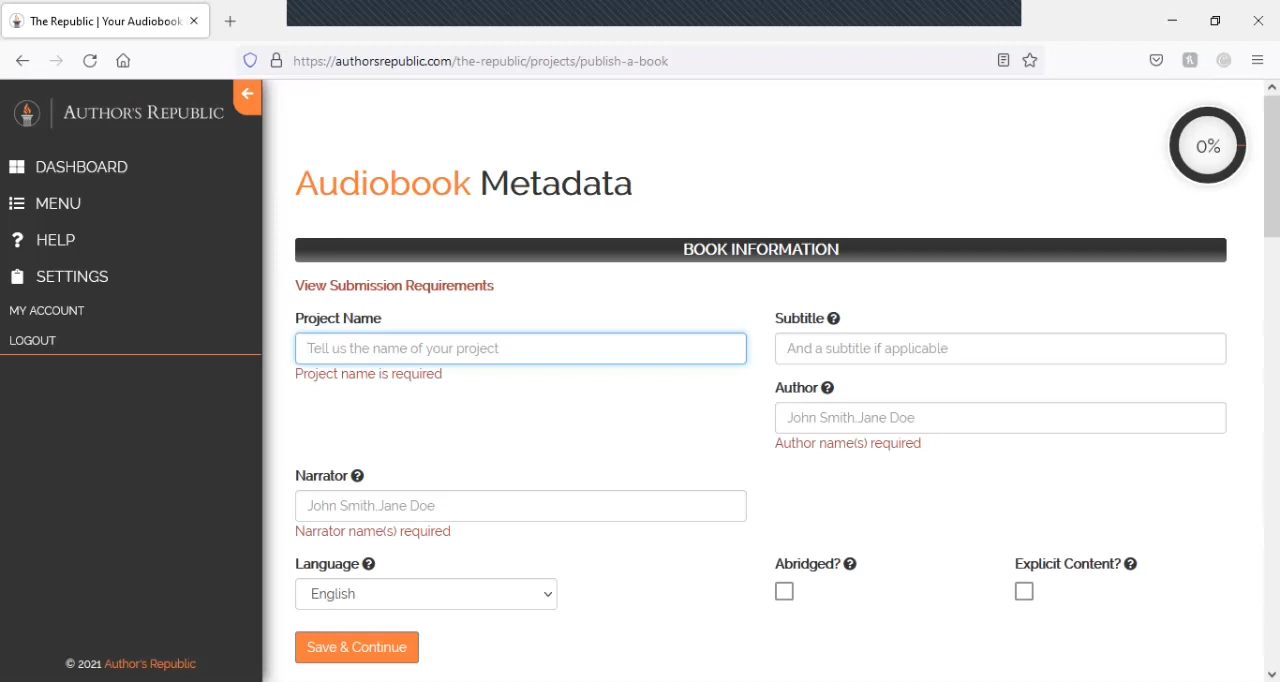 The Republic | Your Audiobook
https://authorsrepublic.com/the-republic/projects/publish-a-book
AUTHOR'S REPUBLIC
DASHBOARD
MENU
HELP
SETTINGS
MY ACCOUNT
LOGOUT
© 2021 Author's Republic
0%
Audiobook Metadata
BOOK INFORMATION
View Submission Requirements
Project Name
Tell us the name of your project
Project name is required
Subtitle
And a subtitle if applicable
Author
John Smith,Jane Doe
Author name(s) required
Narrator
John Smith,Jane Doe
Narrator name(s) required
Language
English
Abridged?
Explicit Content?
Save & Continue